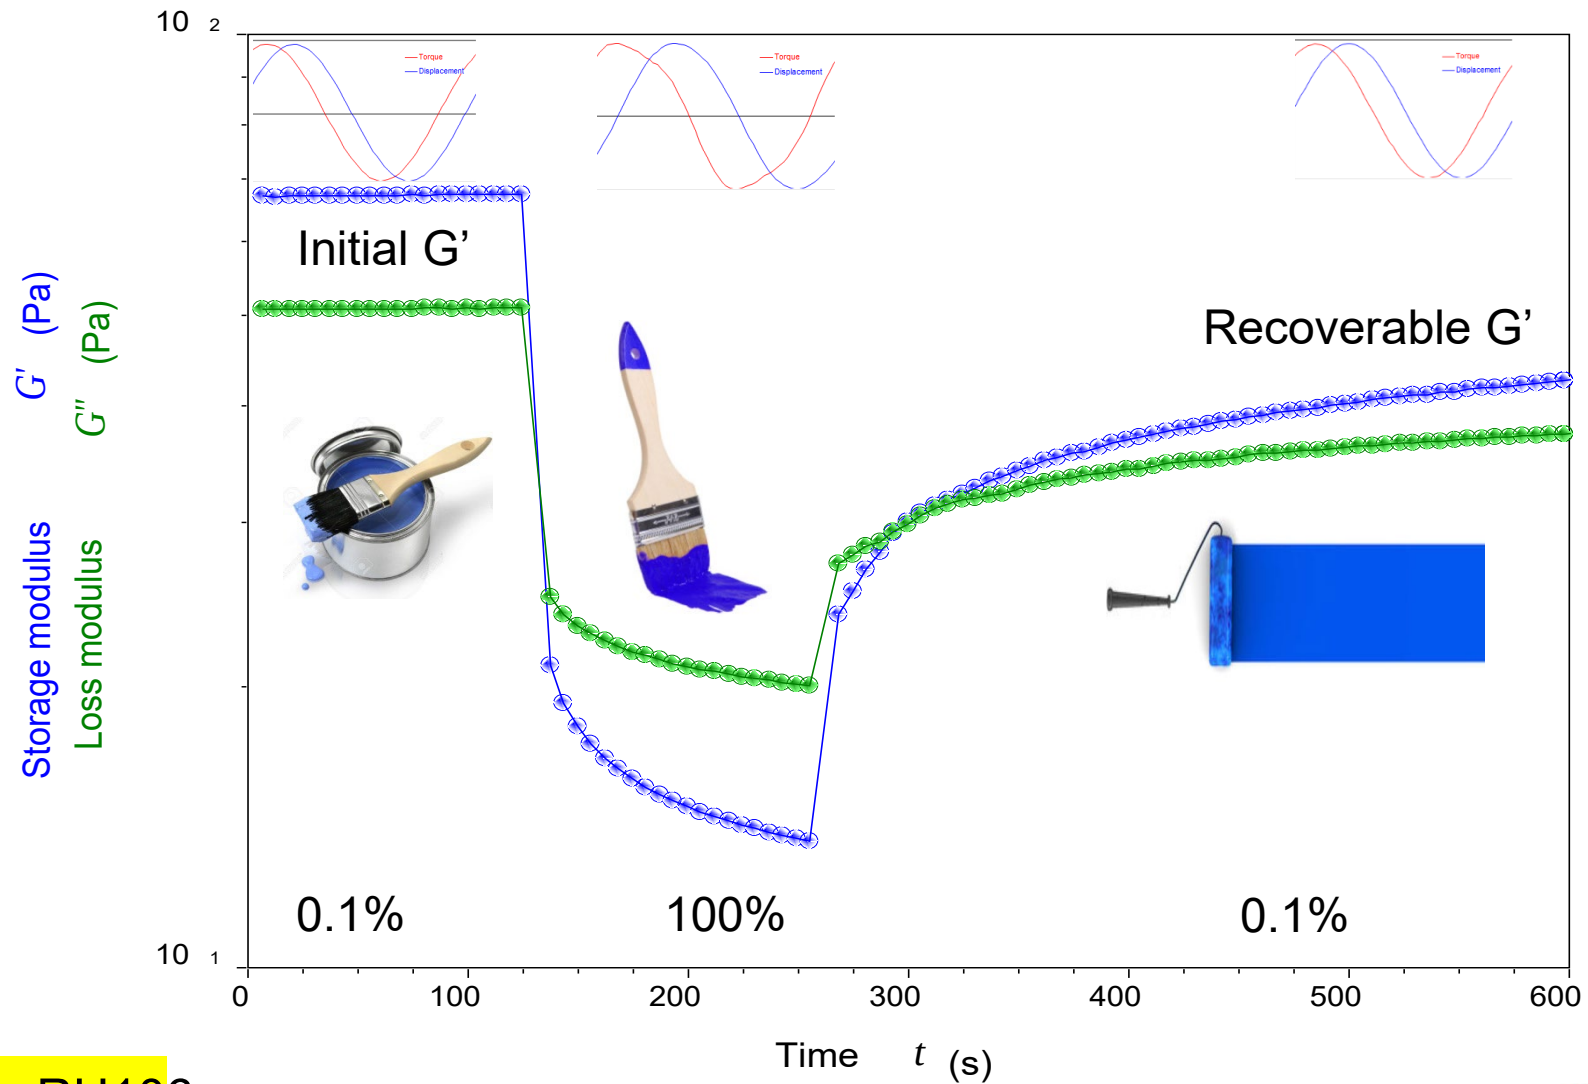 10 2
Torque
Displacement
Torque
Displacement
Torque
Displacement
Initial G’
Recoverable G’
Storage modulus G' (Pa)
Loss modulus G'' (Pa)
0.1%
100%
0.1%
10 1
0 100 200 300 400 500 600
Time t (s)